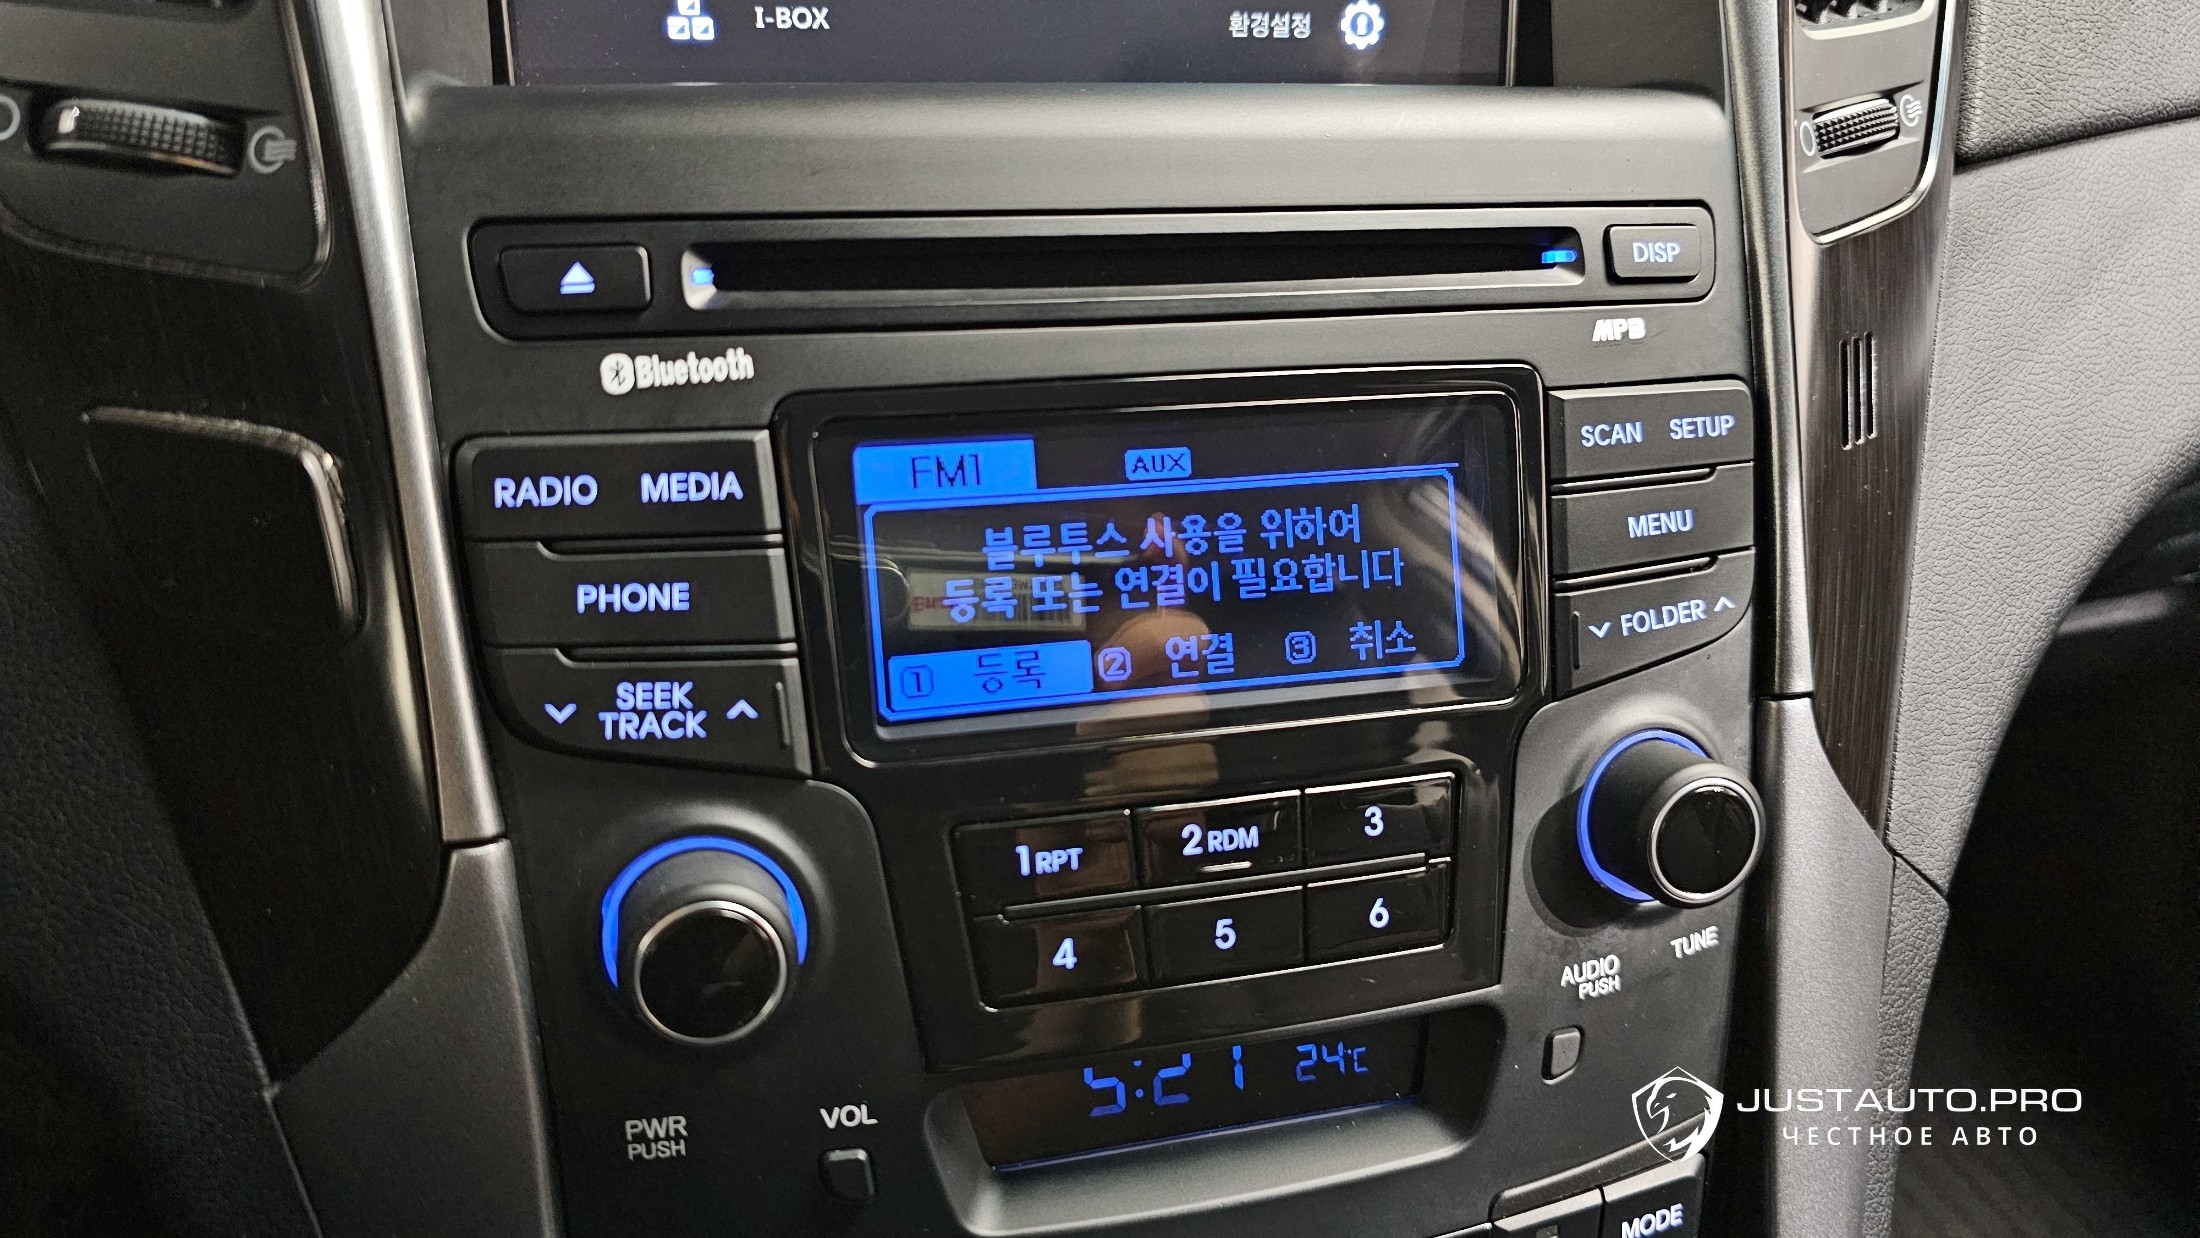 I-BOX 환경설정
DISP
MPB
Bluetooth
SCAN SETUP
RADIO MEDIA
MENU
PHONE
FOLDER
SEEK
TRACK
FM1 AUX
블루투스 사용을 위하여
등록 또는 연결이 필요합니다
1 등록 2 연결 3 취소
1 RPT 2 RDM 3
4 5 6
TUNE
AUDIO
PUSH
5:21 24°C
PWR
PUSH
VOL
MODE
JUSTAUTO.PRO
ЧЕСТНОЕ АВТО